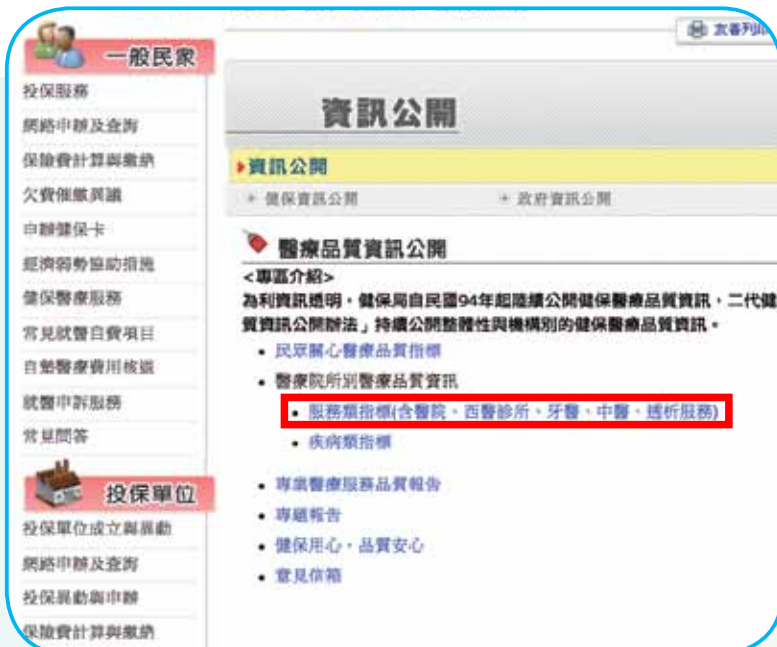 一般民眾
投保服務
網路申辦及查詢
保險費計算與繳納
欠費催繳異議
申辦健保卡
經濟弱勢協助措施
健保醫療服務
常見就醫自費項目
自墊醫療費用核退
就醫申訴服務
常見問答
投保單位
投保單位成立與異動
網路申辦及查詢
投保異動與申辦
保險費計算與繳納
友善列印
資訊公開
資訊公開
+ 健保資訊公開
+ 政府資訊公開
醫療品質資訊公開
<專區介紹>
為利資訊透明，健保局自民國94年起陸續公開健保醫療品質資訊，二代健
質資訊公開辦法」持續公開整體性與機構別的健保醫療品質資訊。
• 民眾關心醫療品質指標
• 醫療院所別醫療品質資訊
• 服務類指標(含醫院、西醫診所、牙醫、中醫、透析服務)
• 疾病類指標
• 專業醫療服務品質報告
• 專題報告
• 健保用心，品質安心
• 意見信箱